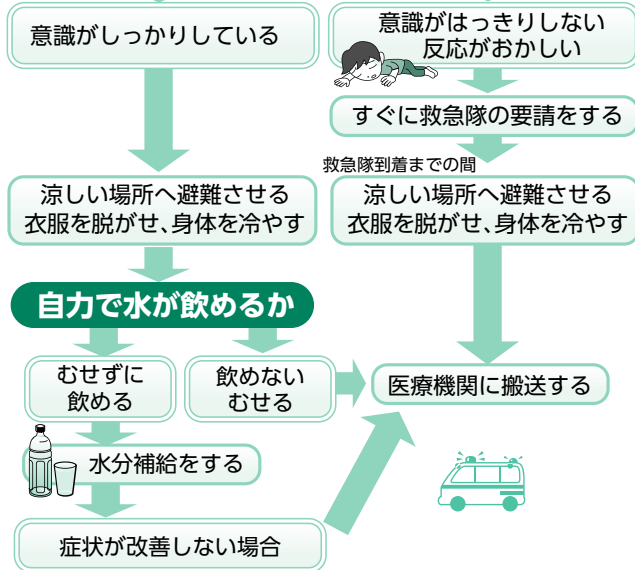 意識がしっかりしている
意識がはっきりしない
反応がおかしい
すぐに救急隊の要請をする
救急隊到着までの間
涼しい場所へ避難させる
衣服を脱がせ、身体を冷やす
涼しい場所へ避難させる
衣服を脱がせ、身体を冷やす
自力で水が飲めるか
むせずに
飲める
飲めない
むせる
医療機関に搬送する
水分補給をする
症状が改善しない場合